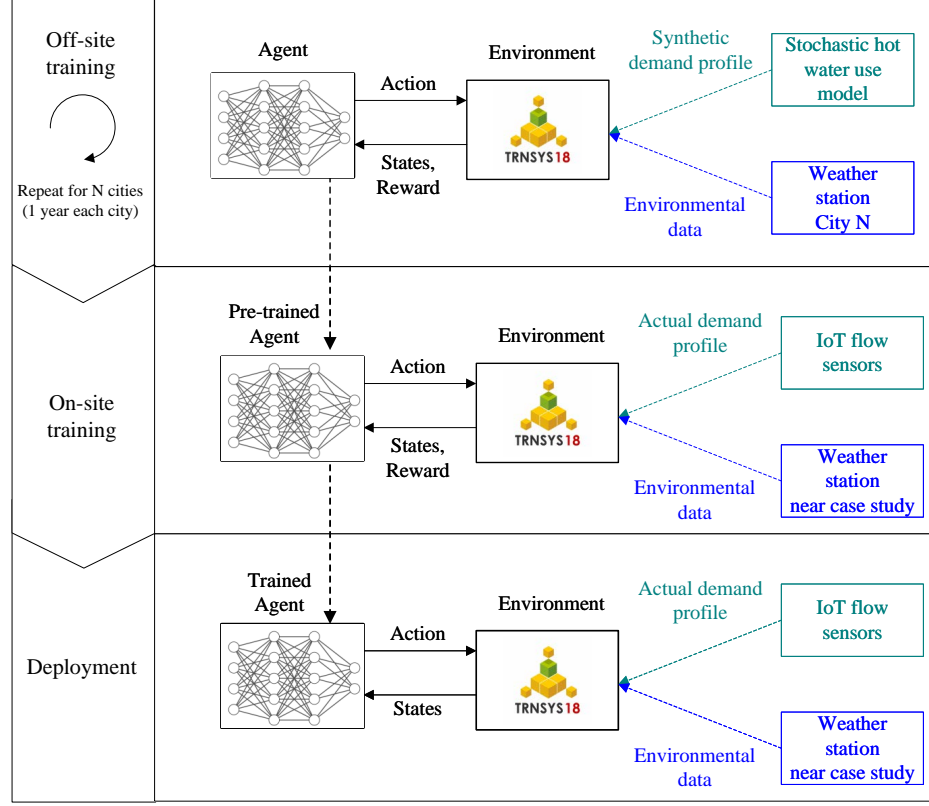 Off-site
training
Repeat for N cities
(1 year each city)
Agent
Action
States,
Reward
Environment
TRNSYS18
Synthetic
demand profile
Environmental
data
Stochastic hot
water use
model
Weather
station
City N
On-site
training
Pre-trained
Agent
Action
States,
Reward
Environment
TRNSYS18
Actual demand
profile
Environmental
data
IoT flow
sensors
Weather
station
near case study
Deployment
Trained
Agent
Action
States
Environment
TRNSYS18
Actual demand
profile
Environmental
data
IoT flow
sensors
Weather
station
near case study